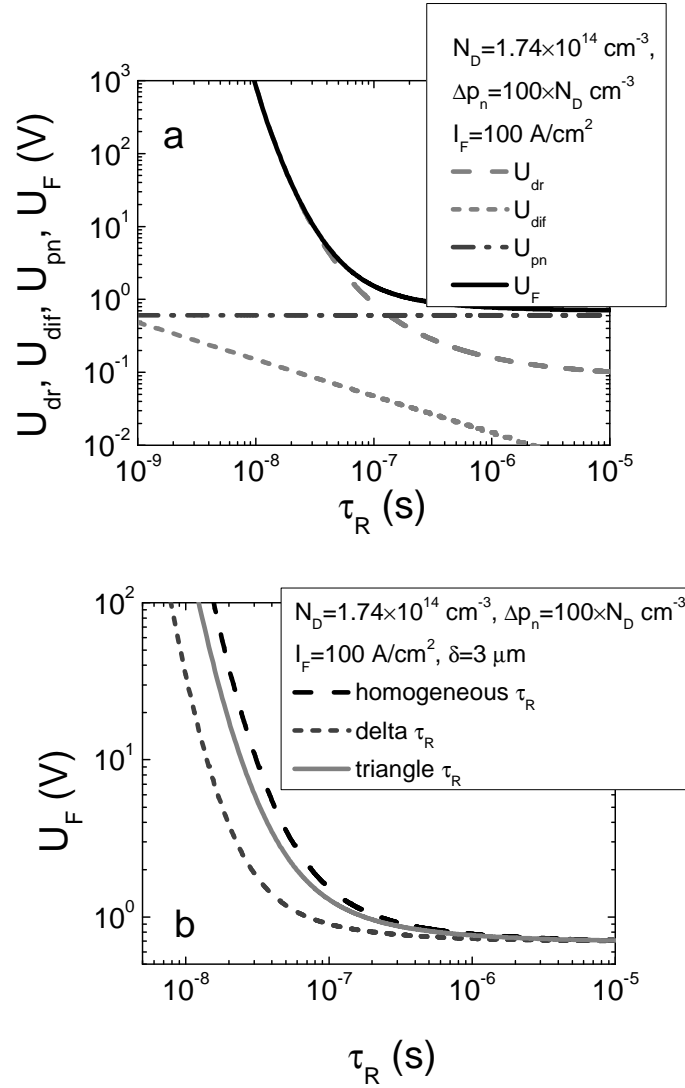 N_D=1.74×10^14 cm^-3,
Δp_n=100×N_D cm^-3
I_F=100 A/cm^2
U_dr
U_dif
U_pn
U_F
a
10^3
10^2
10^1
10^0
10^-1
10^-2
U_dr, U_dif, U_pn, U_F (V)
10^-9
10^-8
10^-7
10^-6
10^-5
τ_R (s)
N_D=1.74×10^14 cm^-3, Δp_n=100×N_D cm^-3
I_F=100 A/cm^2, δ=3 μm
homogeneous τ_R
delta τ_R
triangle τ_R
10^2
10^1
10^0
U_F (V)
b
10^-8
10^-7
10^-6
10^-5
τ_R (s)